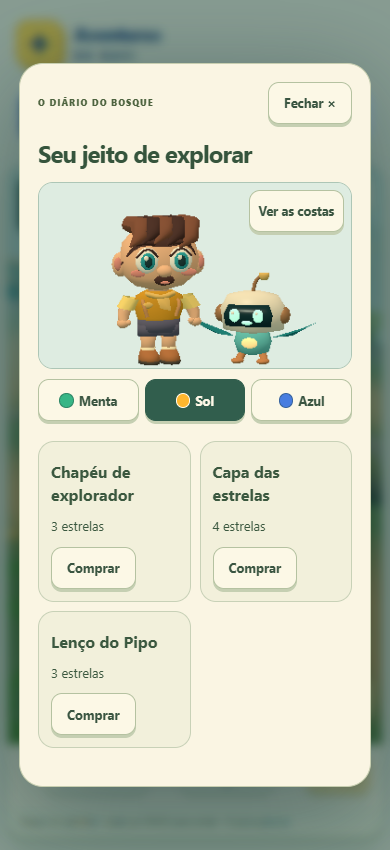 O DIÁRIO DO BOSQUE
Fechar ×
Seu jeito de explorar
Ver as costas
Menta
Sol
Azul
Chapéu de
explorador
3 estrelas
Comprar
Capa das
estrelas
4 estrelas
Comprar
Lenço do Pipo
3 estrelas
Comprar